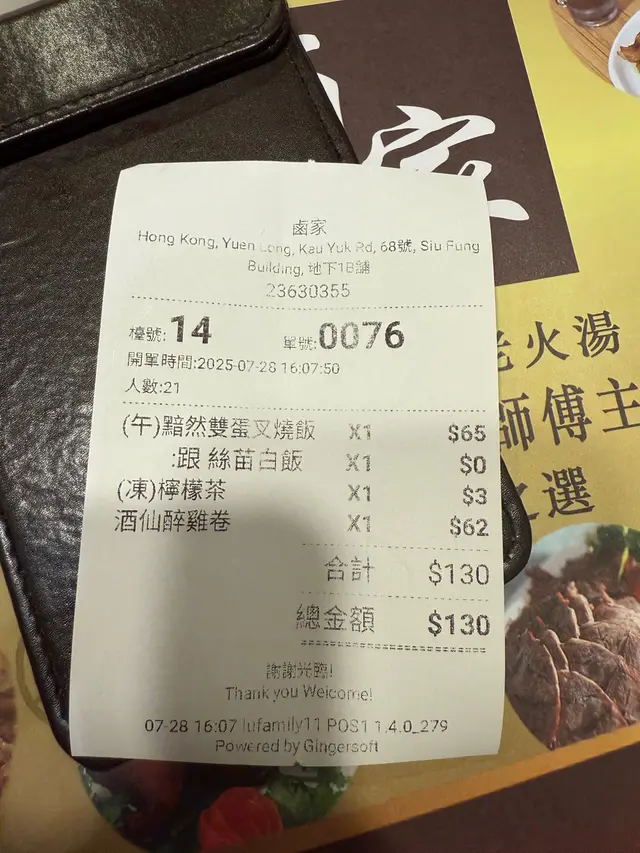 家
老火湯
師傅主
之選
鹵家
Hong Kong, Yuen Long, Kau Yuk Rd, 68號, Siu Fung
Building, 地下1B舖
23630355
檯號: 14 單號:0076
開單時間:2025-07-28 16:07:50
人數:21
(午)黯然雙蛋叉燒飯 X1 $65
:跟 絲苗白飯 X1 $0
(凍)檸檬茶 X1 $3
酒仙醉雞卷 X1 $62
合計 $130
總金額 $130
謝謝光臨!
Thank you Welcome!
07-28 16:07 lufamily11 POS1 1.4.0_279
Powered by Gingersoft